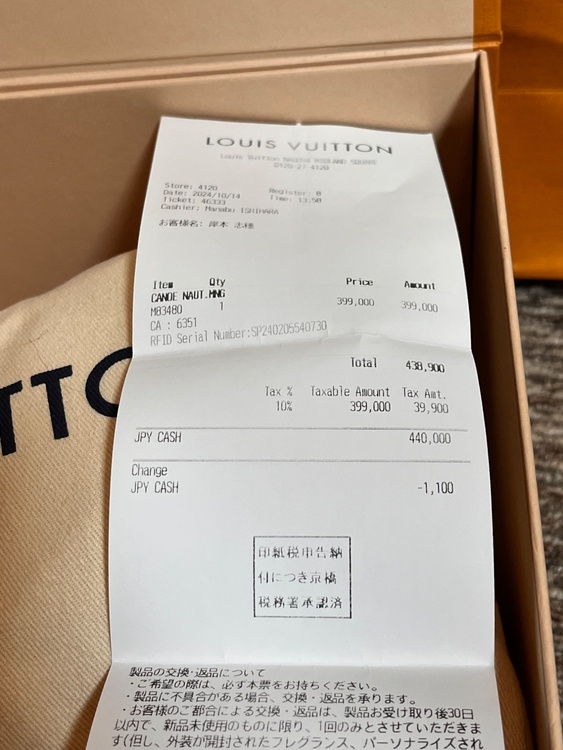 LOUIS VUITTON
Louis Vuitton Nagoya MIDLAND SQUARE
0120-27-4120
Store: 4120 Register: 8
Date: 2024/10/14 Time: 13:50
Ticket: 46333
Cashier: Manabu ISHIHARA
お客様名: 岸本 志様
Item Qty Price Amount
CANOE NAUT.MNG
M83480 1 399,000 399,000
CA : 6351
RFID Serial Number:SP240205540730
Total 438,900
Tax % Taxable Amount Tax Amt.
10% 399,000 39,900
JPY CASH 440,000
Change
JPY CASH -1,100
印紙税申告納
付につき京橋
税務署承認済
製品の交換・返品について
・ご希望の際は、必ず本票をお持ちください。
・製品に不具合がある場合、交換・返品を承ります。
・お客様のご都合による交換・返品は、製品お受け取り後30日
以内で、新品未使用のものに限り、1回のみとさせていただきま
す(但し、外装が開封されたフレグランス、パーソナライズされ
TTO